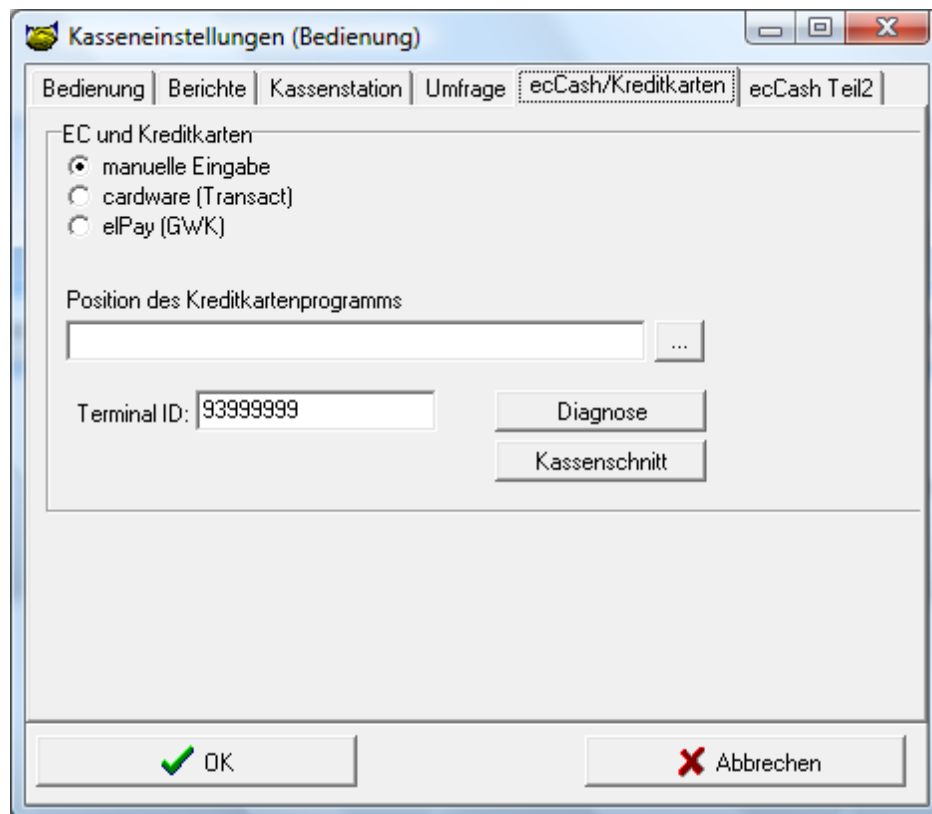 Kasseneinstellungen (Bedienung)
Bedienung Berichte Kassenstation Umfrage ecCash/Kreditkarten ecCash Teil2
EC und Kreditkarten
manuelle Eingabe
cardware (Transact)
elPay (GWK)
Position des Kreditkartenprogramms
...
Terminal ID: 93999999 Diagnose
Kassenschnitt
OK Abbrechen